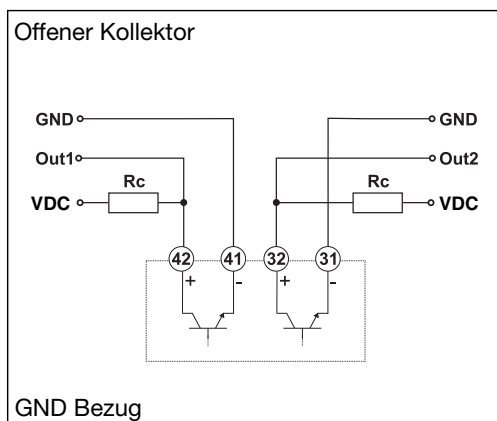 Offener Kollektor
GND GND
Out1 Out2
Rc Rc
VDC VDC
42 41 32 31
+ - + -
GND Bezug